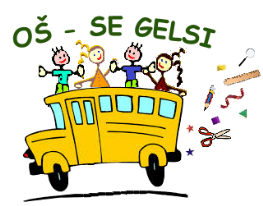 OŠ - SE GELSI